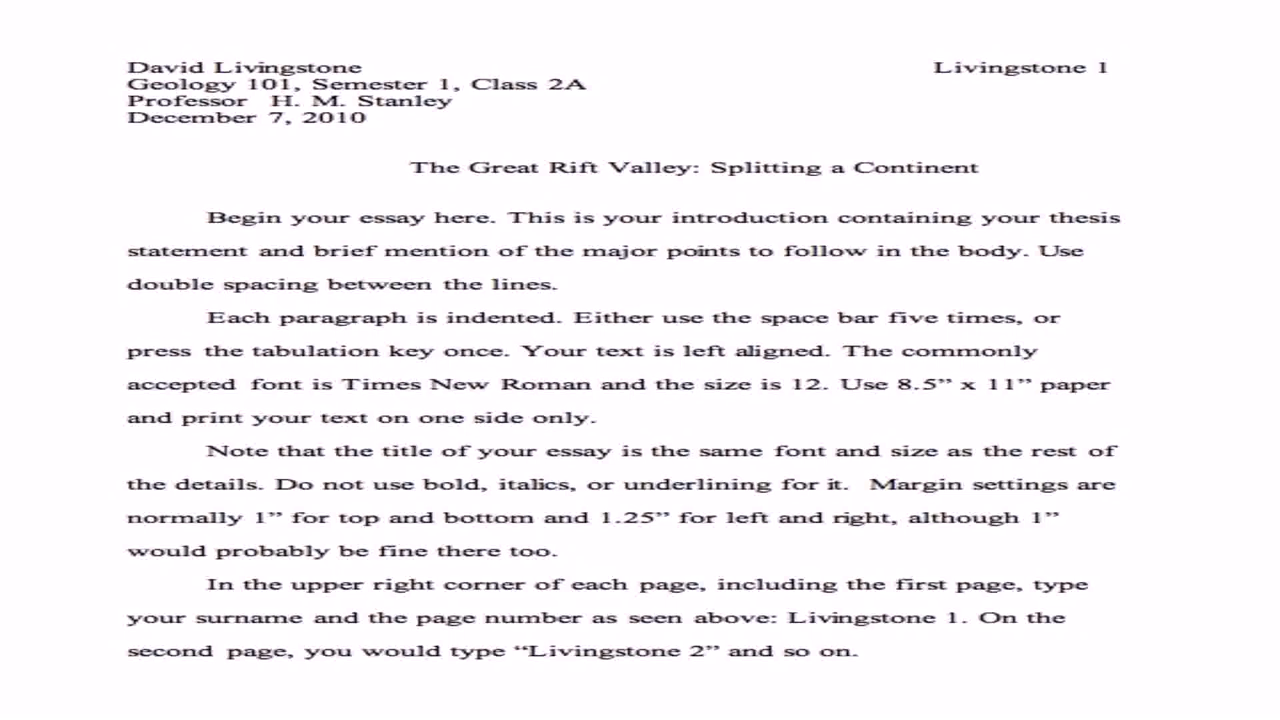 David Livingstone Livingstone 1
Geology 101, Semester 1, Class 2A
Professor H. M. Stanley
December 7, 2010
The Great Rift Valley: Splitting a Continent
Begin your essay here. This is your introduction containing your thesis
statement and brief mention of the major points to follow in the body. Use
double spacing between the lines.
Each paragraph is indented. Either use the space bar five times, or
press the tabulation key once. Your text is left aligned. The commonly
accepted font is Times New Roman and the size is 12. Use 8.5” x 11” paper
and print your text on one side only.
Note that the title of your essay is the same font and size as the rest of
the details. Do not use bold, italics, or underlining for it. Margin settings are
normally 1” for top and bottom and 1.25” for left and right, although 1”
would probably be fine there too.
In the upper right corner of each page, including the first page, type
your surname and the page number as seen above: Livingstone 1. On the
second page, you would type “Livingstone 2” and so on.